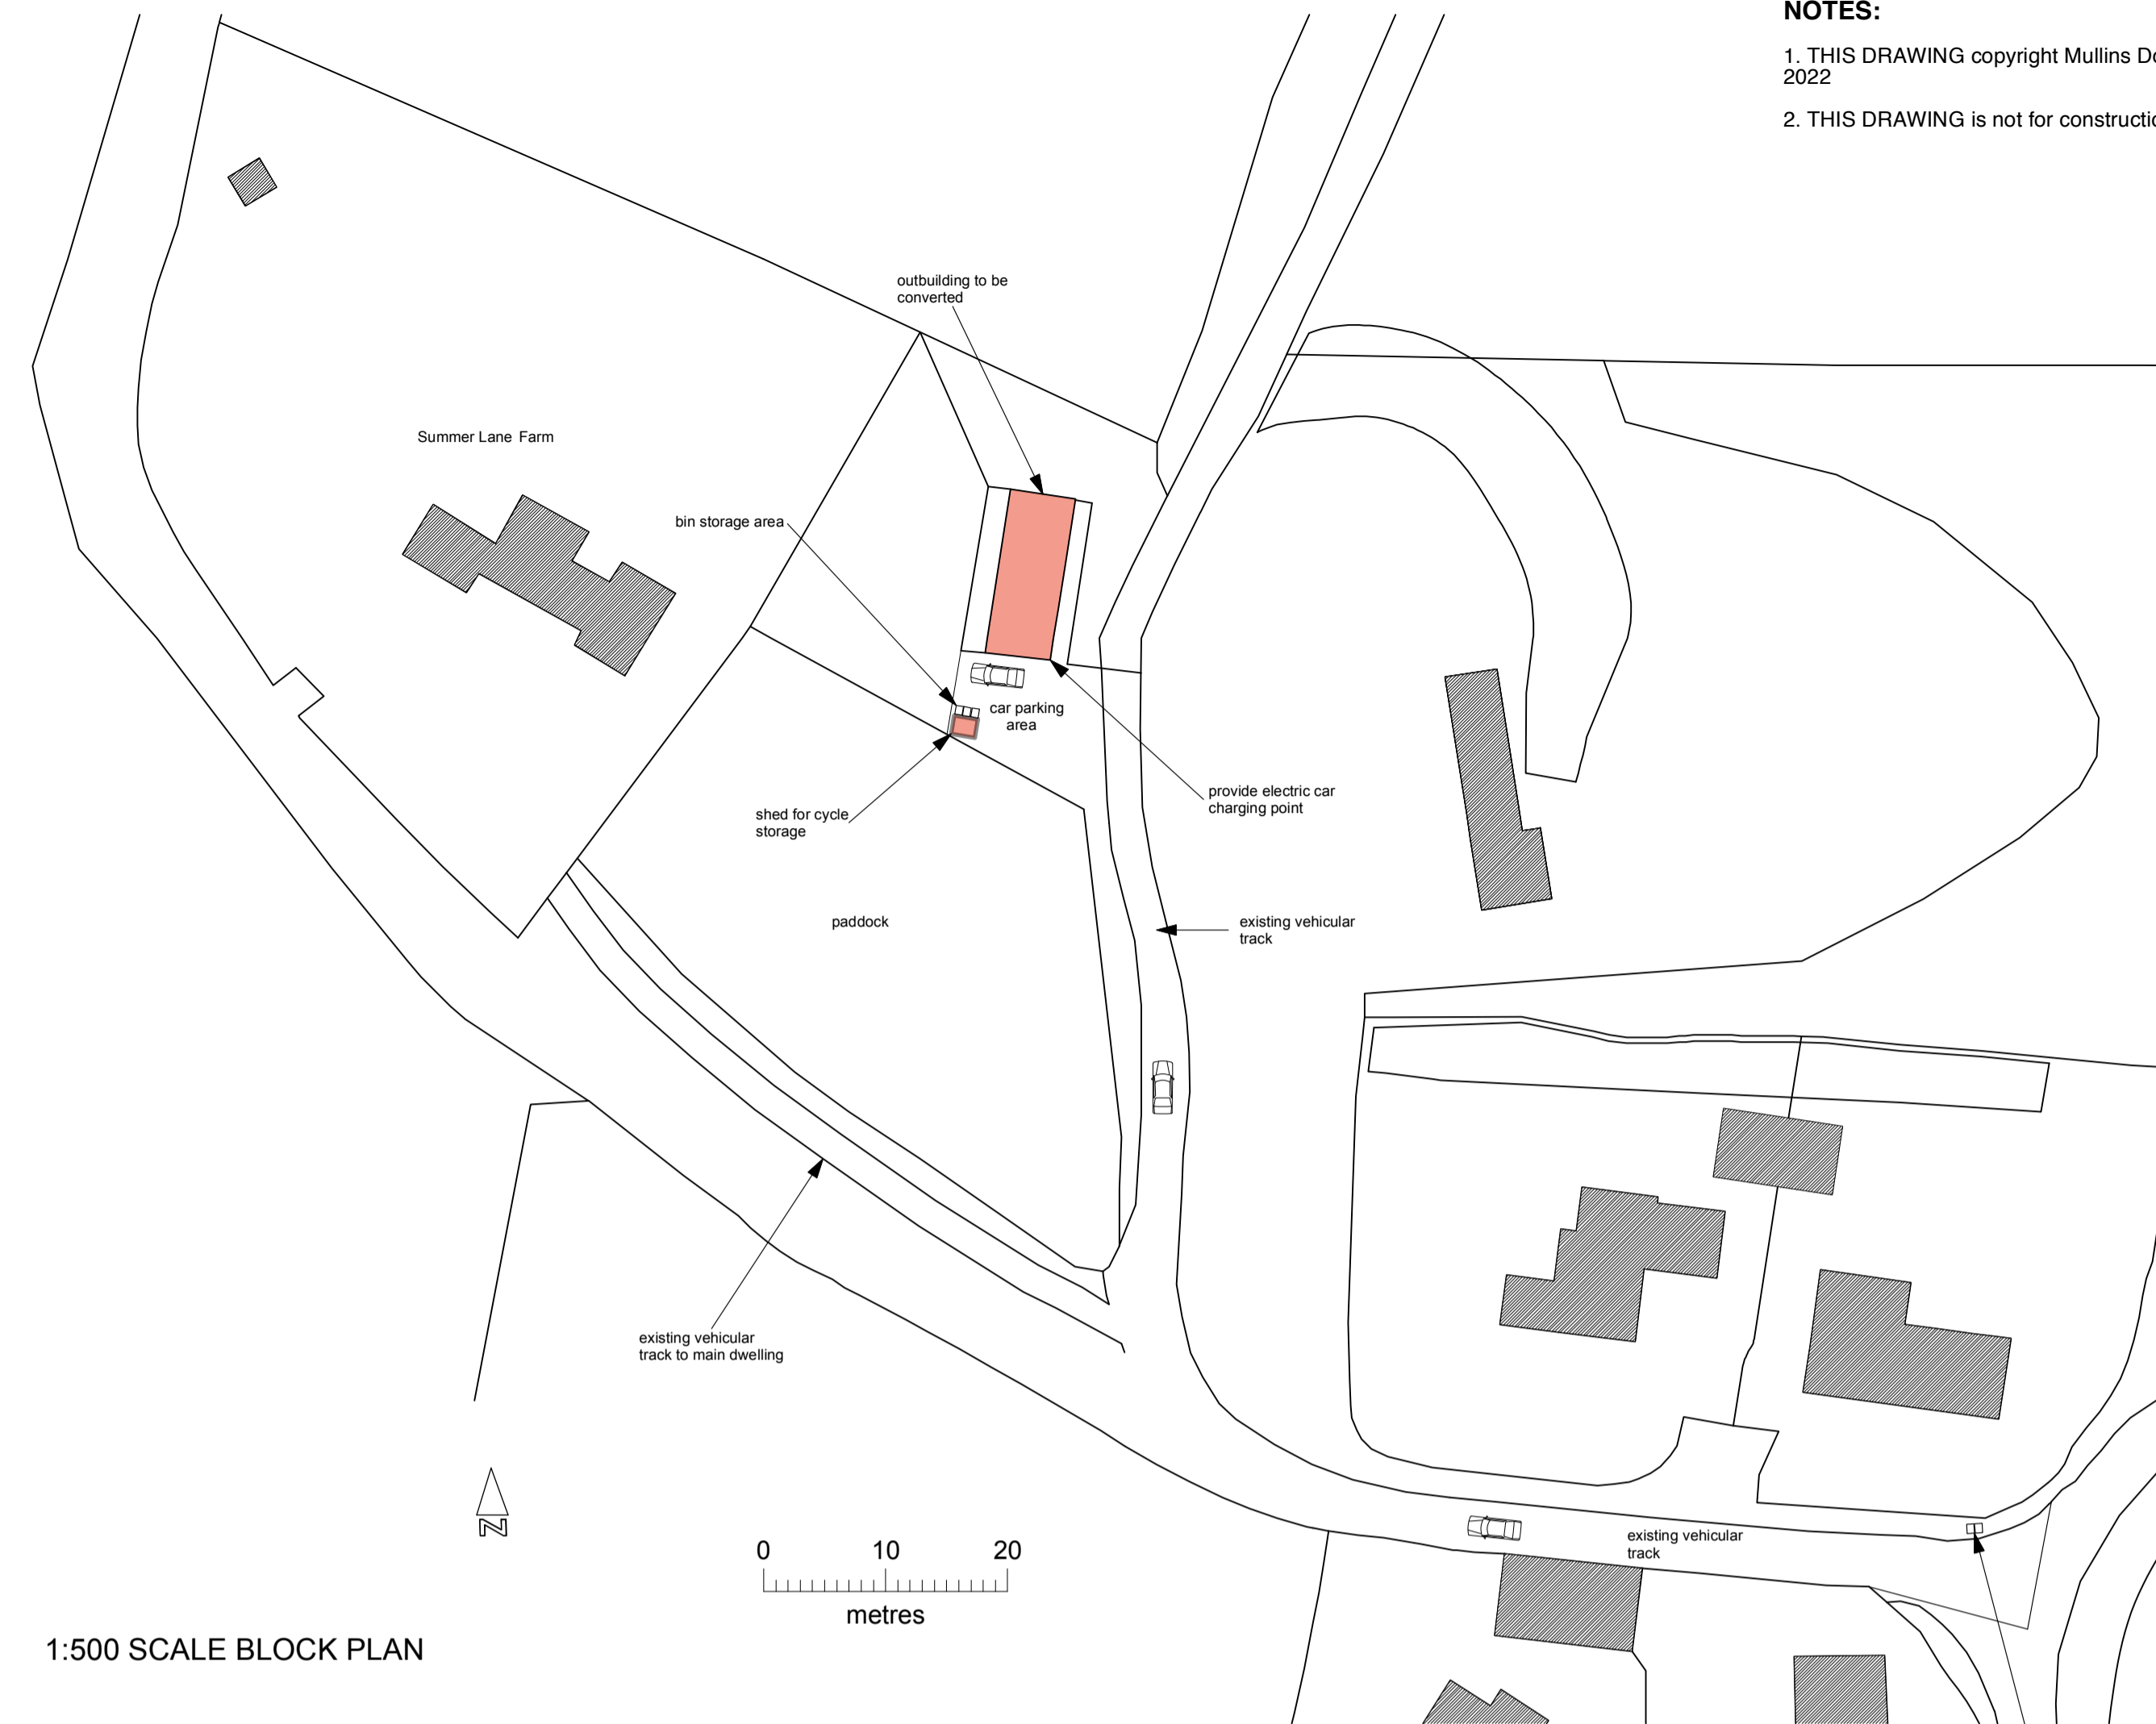 NOTES:
1. THIS DRAWING copyright Mullins
2022
2. THIS DRAWING is not for
outbuilding to be
converted
Summer Lane Farm
bin storage area
car parking
area
provide electric car
charging point
shed for cycle
storage
paddock
existing vehicular
track
existing vehicular
track to main dwelling
N
0 10 20
metres
existing vehicular
track
1:500 SCALE BLOCK PLAN